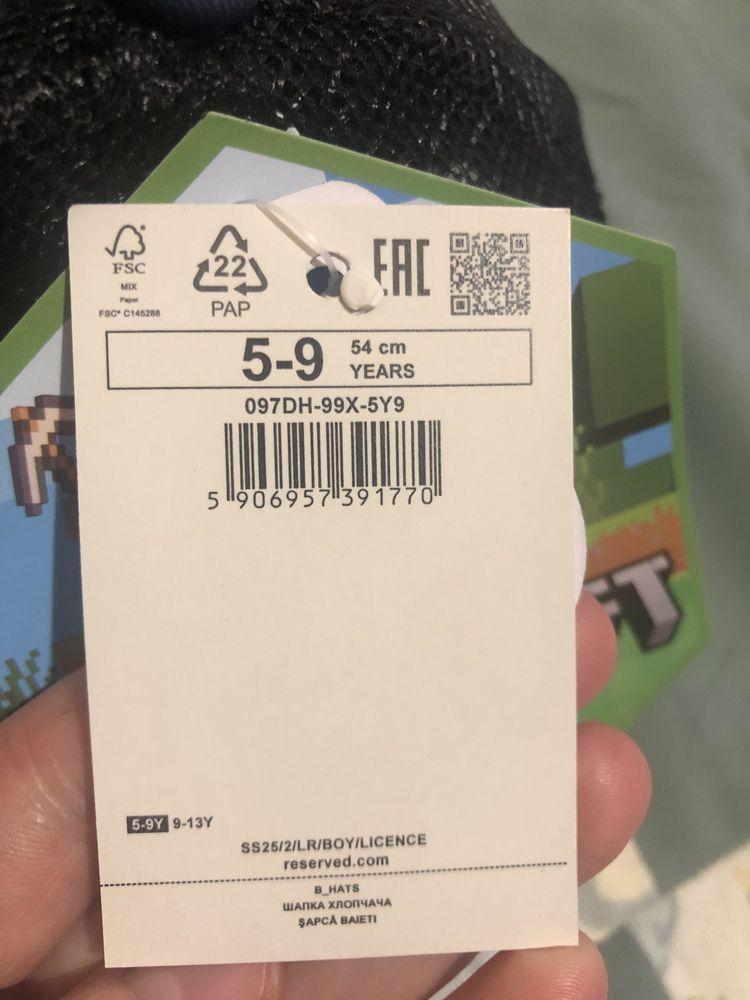 FSC
MIX
Paper
FSC® C145288
22
PAP
EAC
5-9 54 cm YEARS
097DH-99X-5Y9
5 906957 391770
5-9Y 9-13Y
SS25/2/LR/BOY/LICENCE
reserved.com
B_HATS
ШАПКА ХЛОПЧАЧА
ŞAPCĂ BAIETI
FT